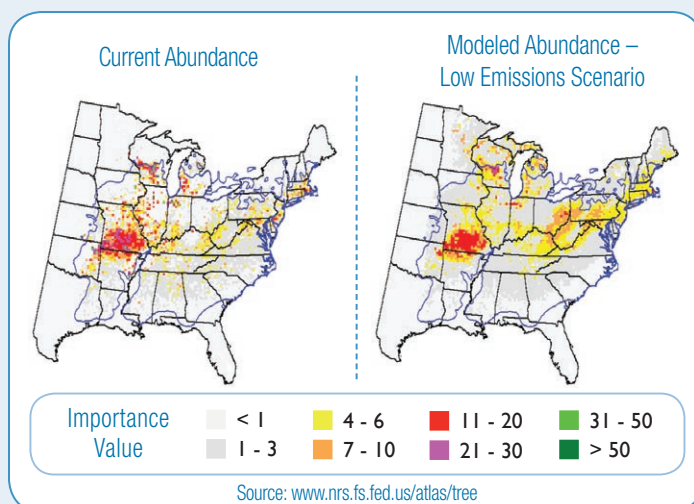 Current Abundance
Modeled Abundance –
Low Emissions Scenario
Importance
Value
< 1
4 - 6
11 - 20
31 - 50
1 - 3
7 - 10
21 - 30
> 50
Source: www.nrs.fs.fed.us/atlas/tree